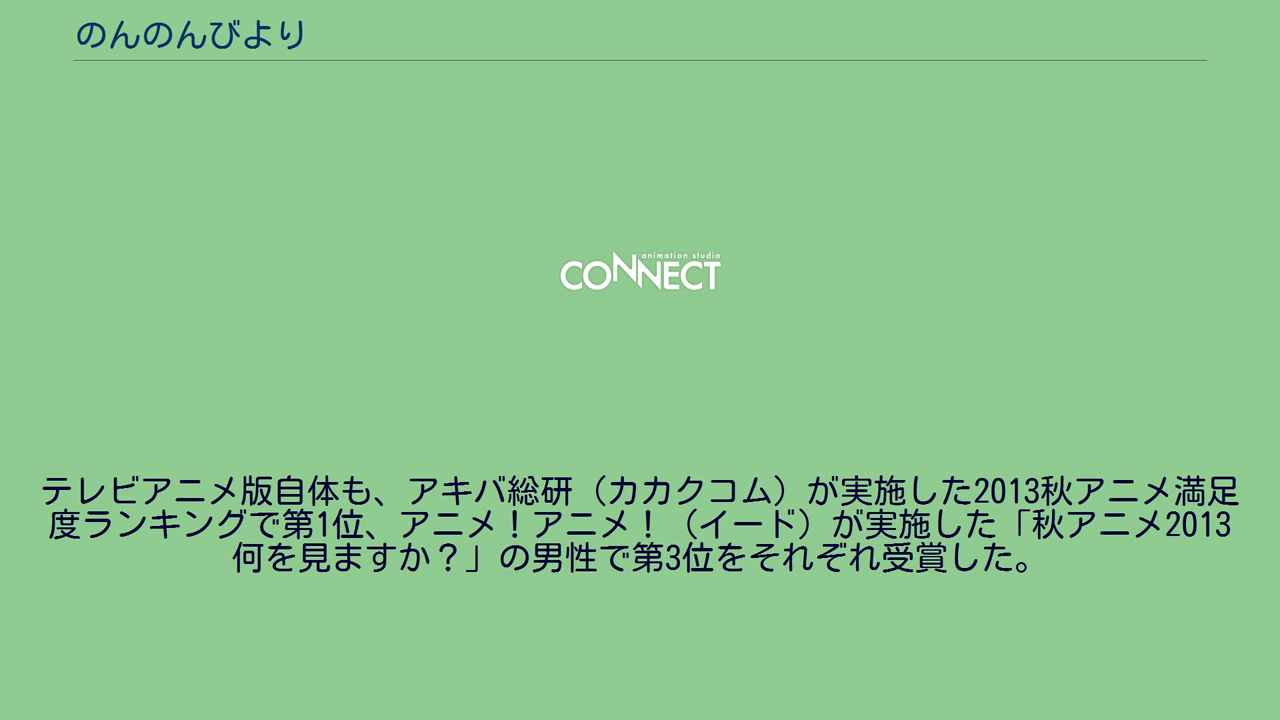 のんのんびより
animation studio
CONNECT
テレビアニメ版自体も、アキバ総研（カカクコム）が実施した2013秋アニメ満足
度ランキングで第1位、アニメ！アニメ！（イード）が実施した「秋アニメ2013
何を見ますか？」の男性で第3位をそれぞれ受賞した。